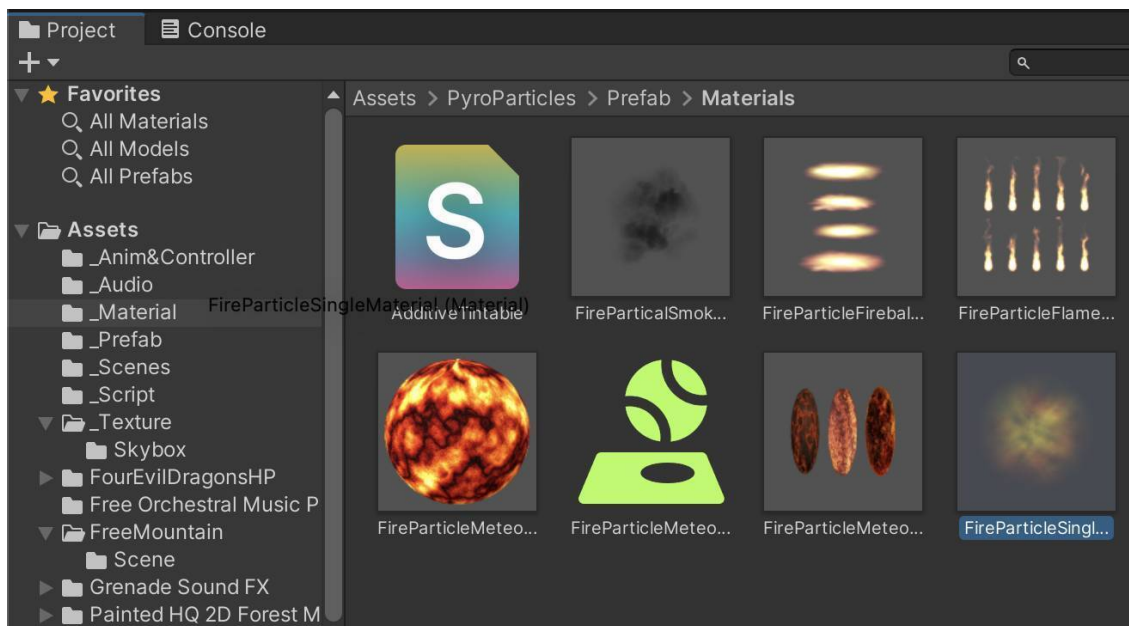 Project Console
Favorites
All Materials
All Models
All Prefabs
Assets
_Anim&Controller
_Audio
_Material
_Prefab
_Scenes
_Script
_Texture
Skybox
FourEvilDragonsHP
Free Orchestral Music P
FreeMountain
Scene
Grenade Sound FX
Painted HQ 2D Forest M
Assets > PyroParticles > Prefab > Materials
S
FireParticleSingleMaterial (Material)
AdditiveTintable FireParticalSmok... FireParticleFirebal... FireParticleFlame...
FireParticleMeteo... FireParticleMeteo... FireParticleMeteo... FireParticleSingl...